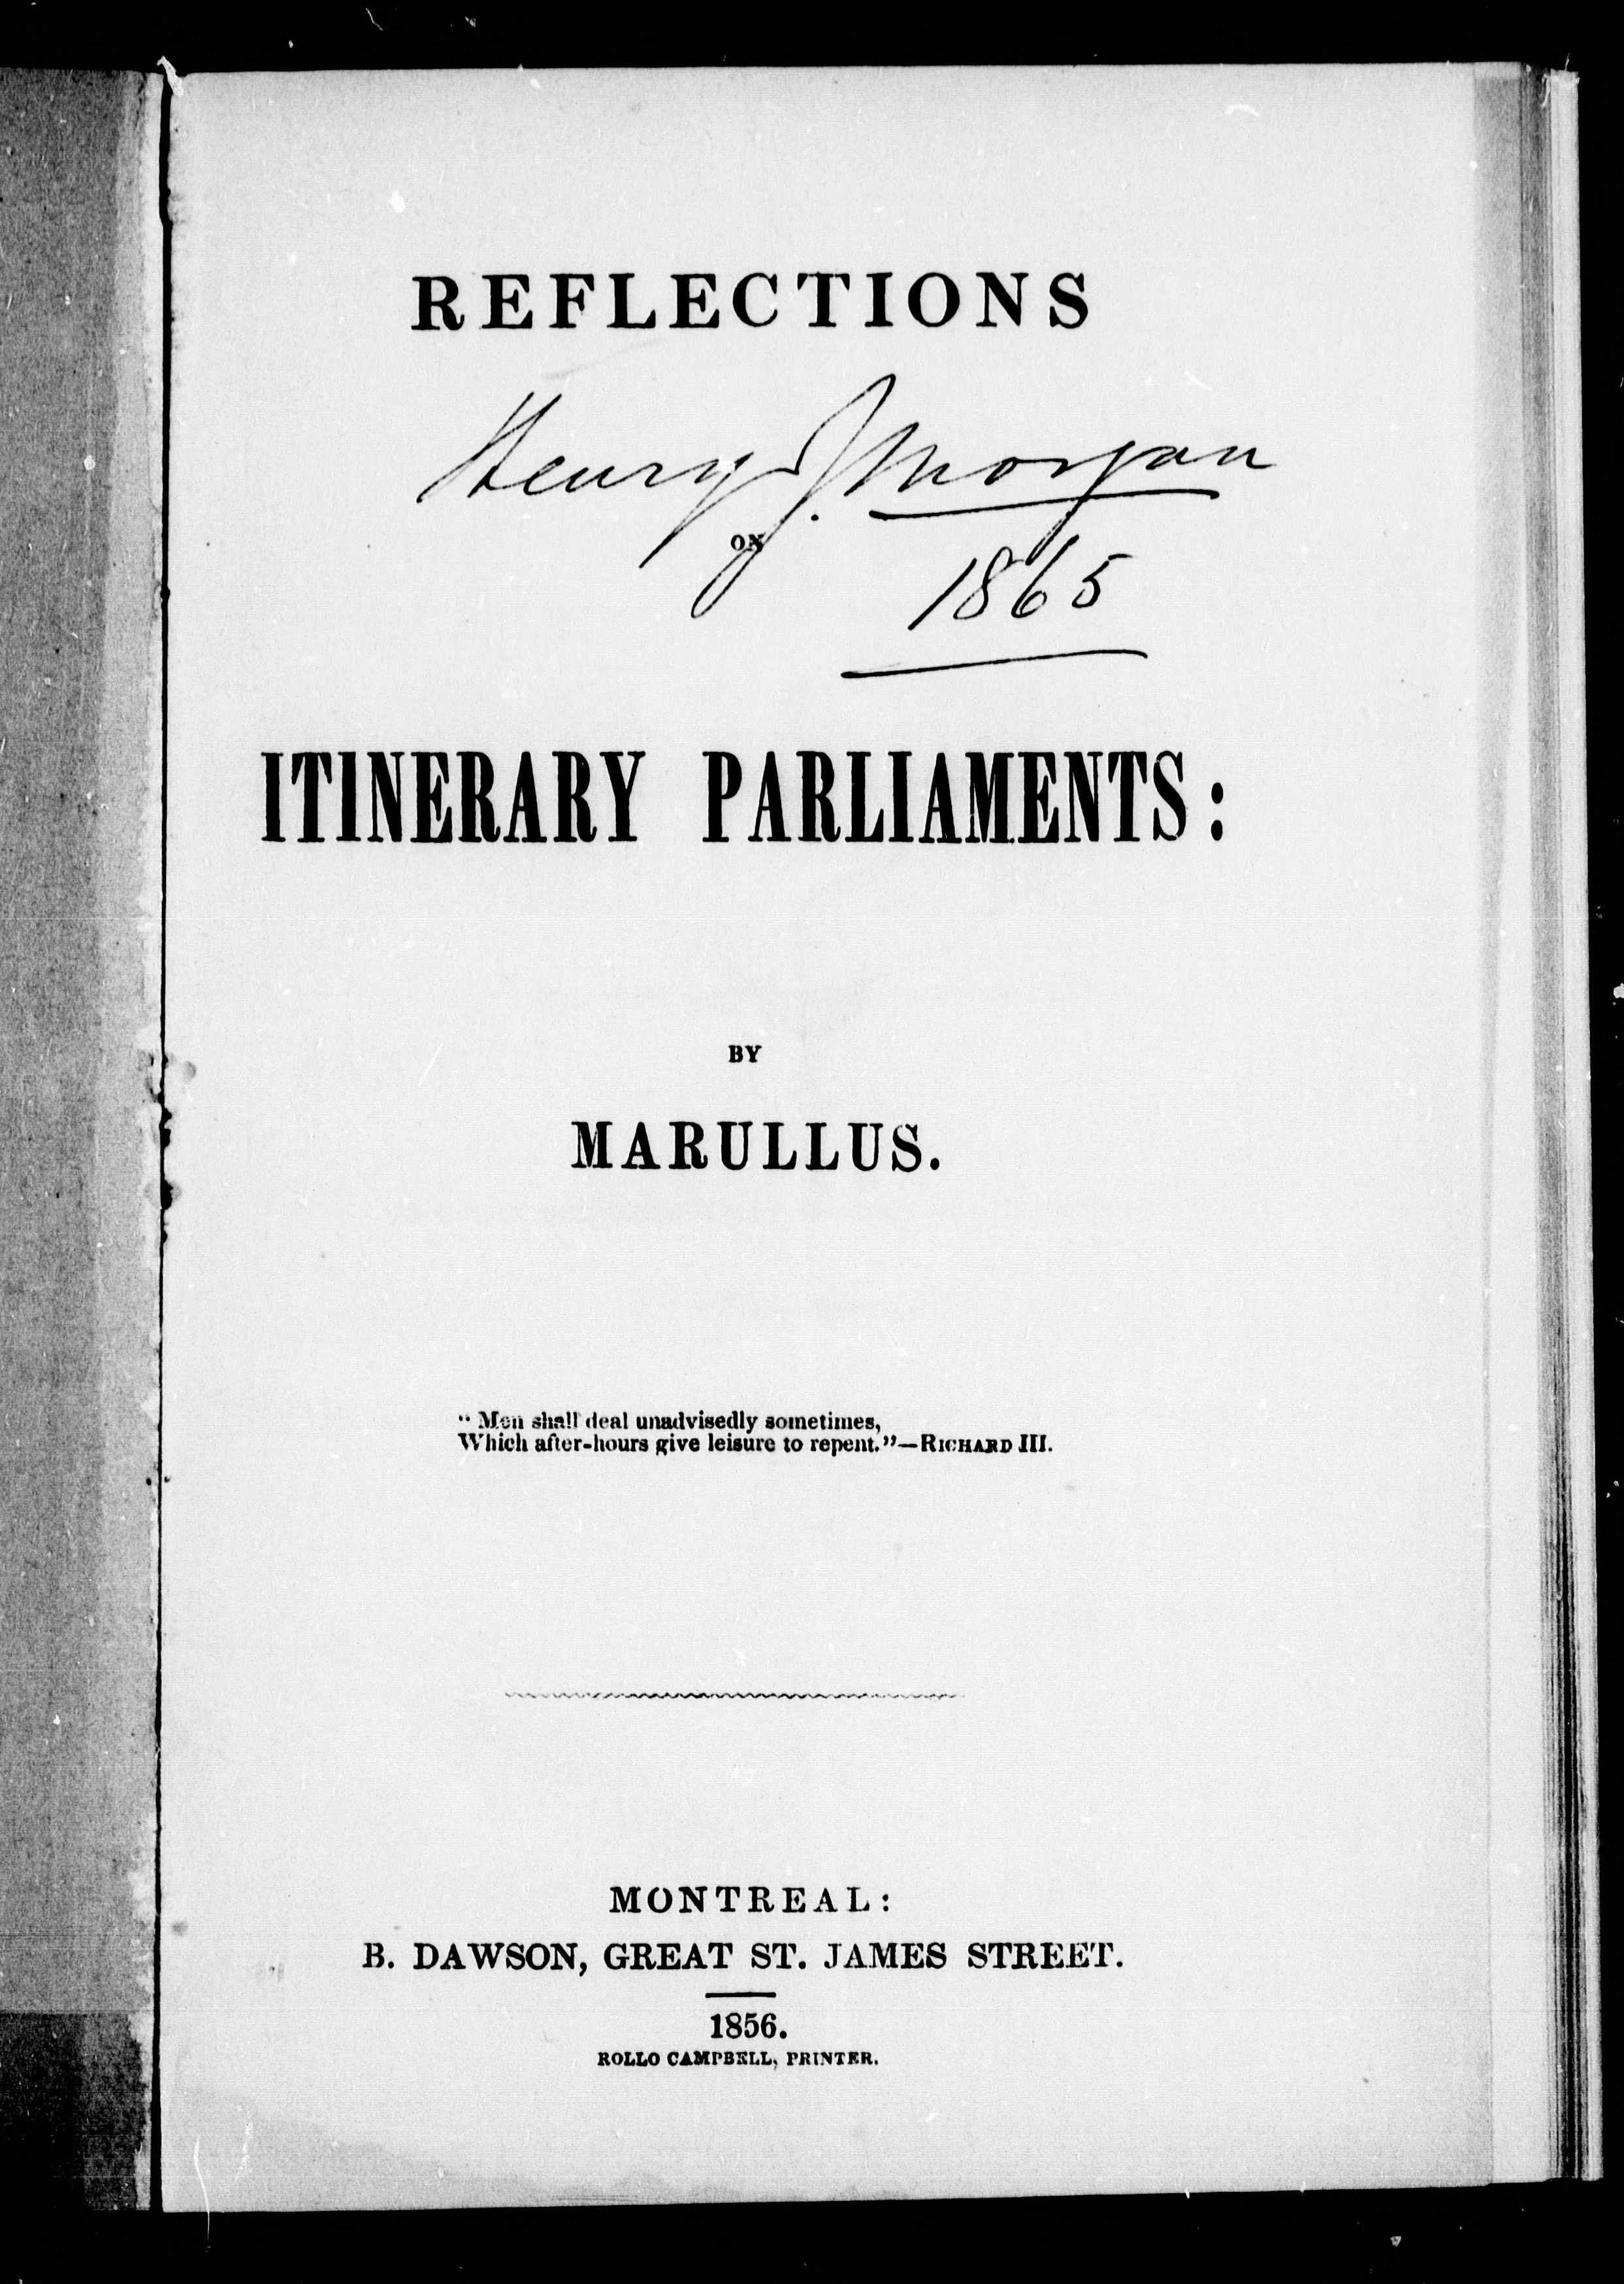 REFLECTIONS
Henry J. Morgan
ON
1865
ITINERARY PARLIAMENTS:
BY
MARULLUS.
"Men shall deal unadvisedly sometimes,
Which after-hours give leisure to repent."—RICHARD III.
MONTREAL:
B. DAWSON, GREAT ST. JAMES STREET.
1856.
ROLLO CAMPBELL, PRINTER.